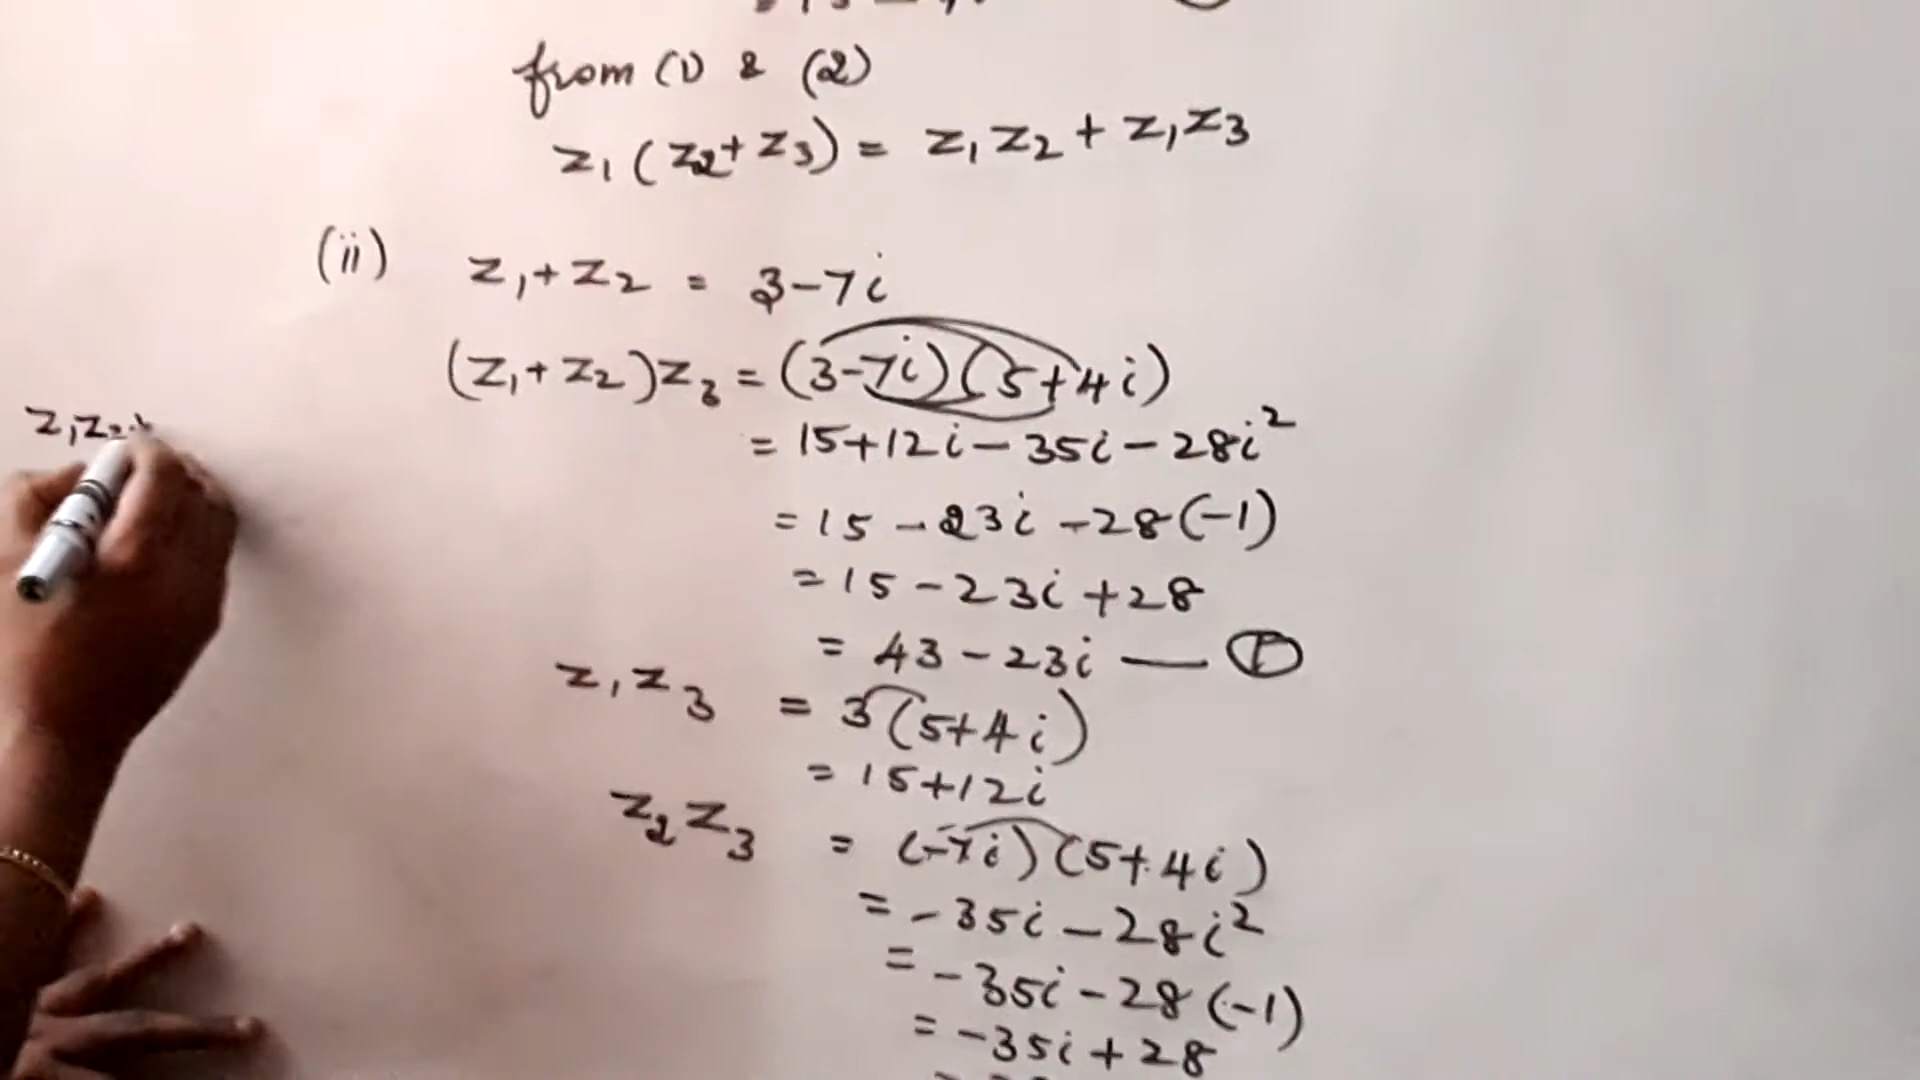 from (1) & (2)
z₁(z₂+z₃) = z₁z₂ + z₁z₃
(ii) z₁+z₂ = 3-7i
(z₁+z₂)z₃ = (3-7i)(5+4i)
= 15+12i-35i-28i²
= 15-23i-28(-1)
= 15-23i+28
= 43-23i — ①
z₁z₃ = 3(5+4i)
= 15+12i
z₂z₃ = (-7i)(5+4i)
= -35i-28i²
= -35i-28(-1)
= -35i+28
z₁z₃+